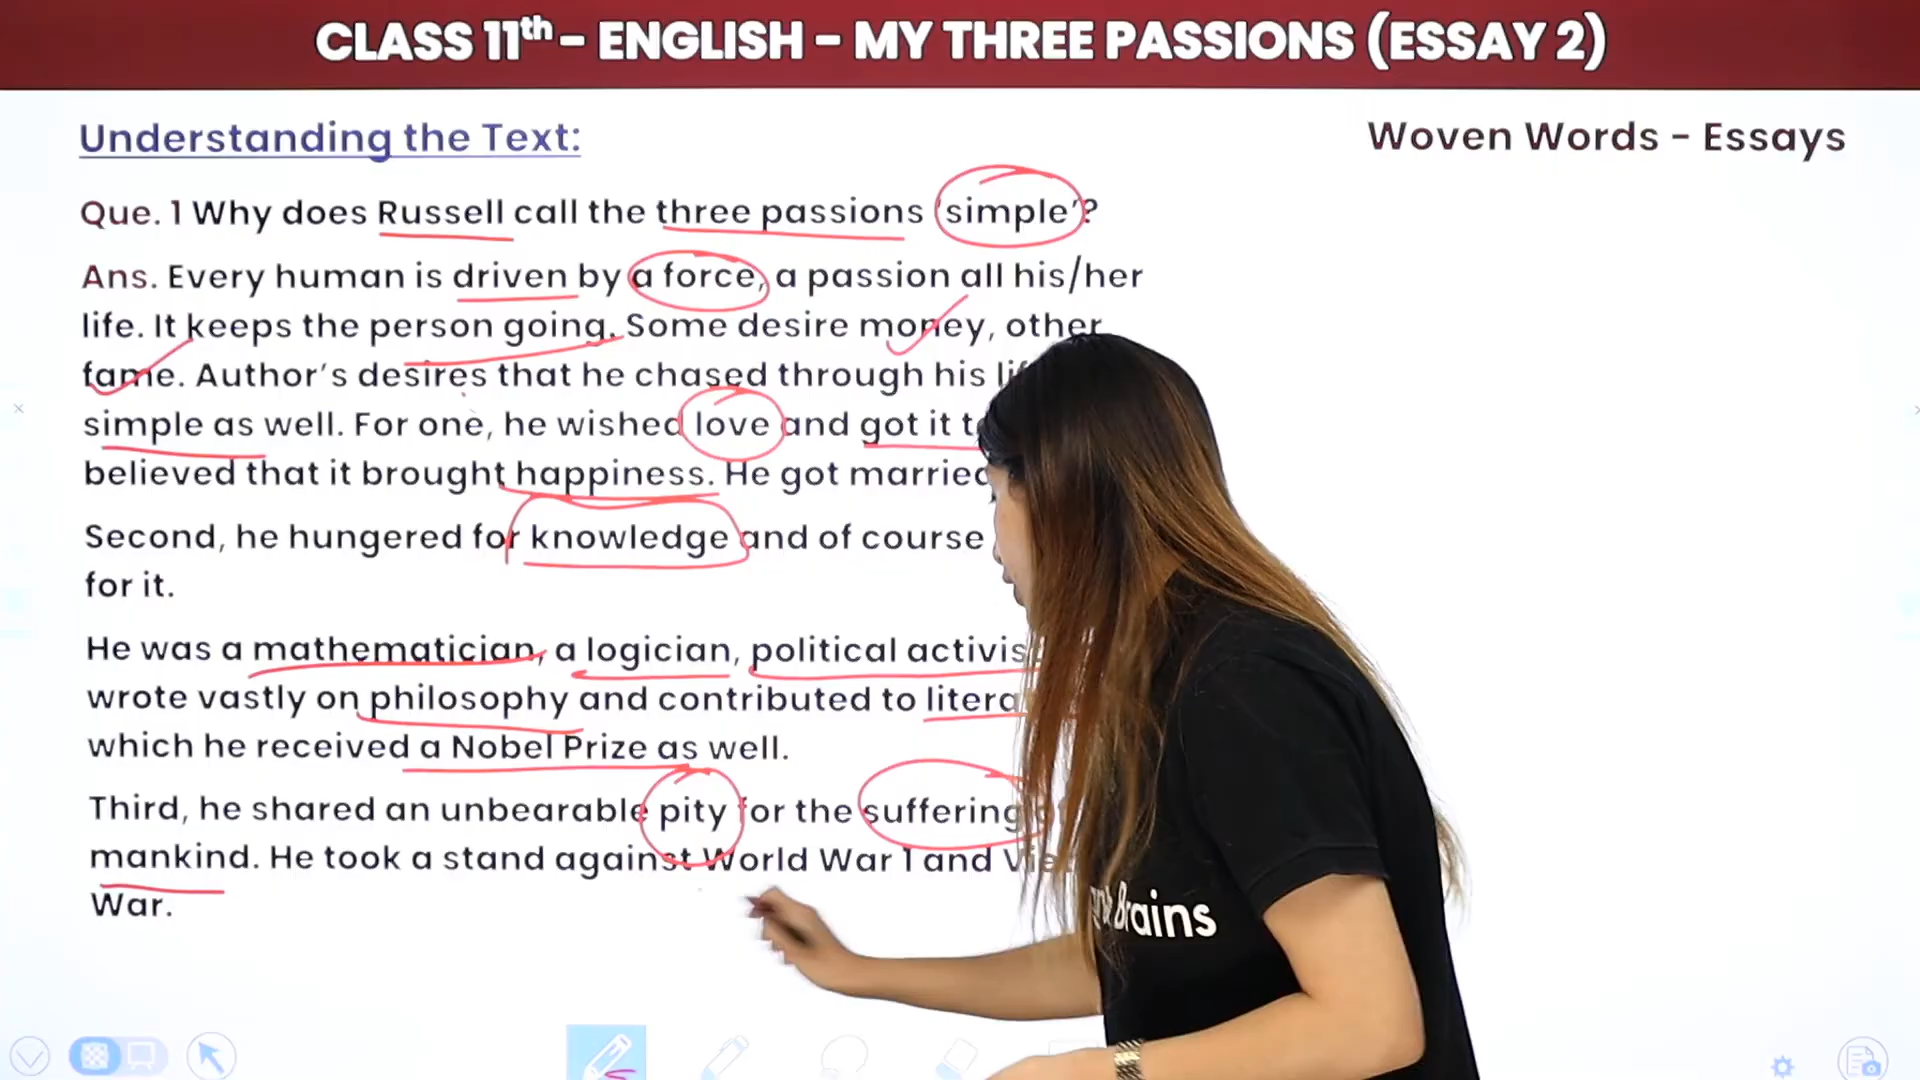 CLASS 11th - ENGLISH - MY THREE PASSIONS (ESSAY 2)
Understanding the Text:
Woven Words - Essays
Que. 1 Why does Russell call the three passions 'simple'?
Ans. Every human is driven by a force, a passion all his/her
life. It keeps the person going. Some desire money, other
fame. Author's desires that he chased through his
simple as well. For one, he wished love and got it
believed that it brought happiness. He got married
Second, he hungered for knowledge and of course
for it.
He was a mathematician, a logician, political
wrote vastly on philosophy and contributed to
which he received a Nobel Prize as well.
Third, he shared an unbearable pity for the suffering of
mankind. He took a stand against World War 1 and
War.
Brains